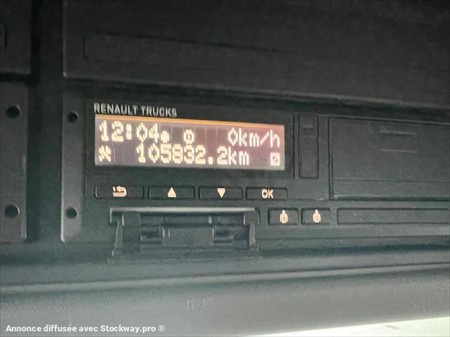 RENAULT TRUCKS
12:04 0km/h
105832.2km
OK
Annonce diffusée avec Stockway.pro ®